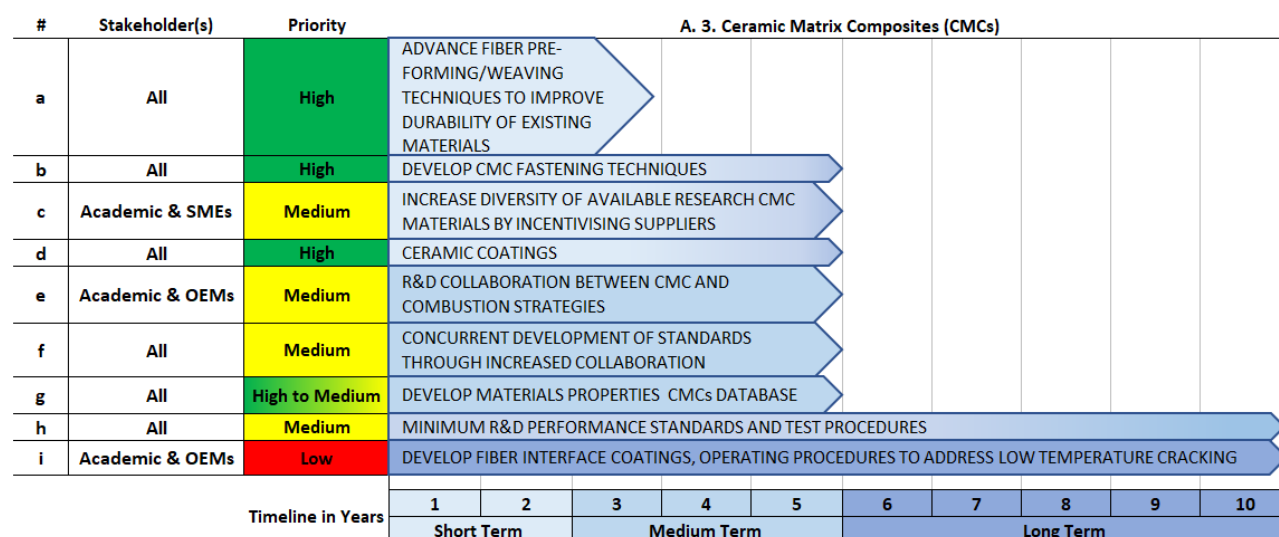 # Stakeholder(s) Priority A. 3. Ceramic Matrix Composites (CMCs)
a All High
ADVANCE FIBER PRE-
FORMING/WEAVING
TECHNIQUES TO IMPROVE
DURABILITY OF EXISTING
MATERIALS
b All High DEVELOP CMC FASTENING TECHNIQUES
c Academic & SMEs Medium
INCREASE DIVERSITY OF AVAILABLE RESEARCH CMC
MATERIALS BY INCENTIVISING SUPPLIERS
d All High CERAMIC COATINGS
e Academic & OEMs Medium
R&D COLLABORATION BETWEEN CMC AND
COMBUSTION STRATEGIES
f All Medium
CONCURRENT DEVELOPMENT OF STANDARDS
THROUGH INCREASED COLLABORATION
g All High to Medium DEVELOP MATERIALS PROPERTIES CMCs DATABASE
h All Medium MINIMUM R&D PERFORMANCE STANDARDS AND TEST PROCEDURES
i Academic & OEMs Low DEVELOP FIBER INTERFACE COATINGS, OPERATING PROCEDURES TO ADDRESS LOW TEMPERATURE CRACKING
Timeline in Years
1 2 3 4 5 6 7 8 9 10
Short Term Medium Term Long Term